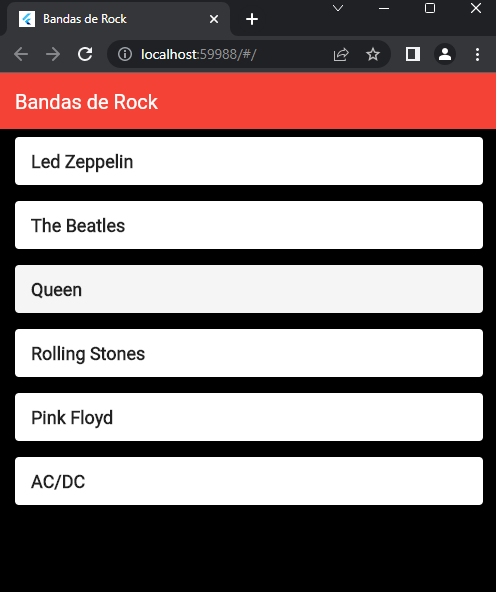 Bandas de Rock
localhost:59988/#/
Bandas de Rock
Led Zeppelin
The Beatles
Queen
Rolling Stones
Pink Floyd
AC/DC